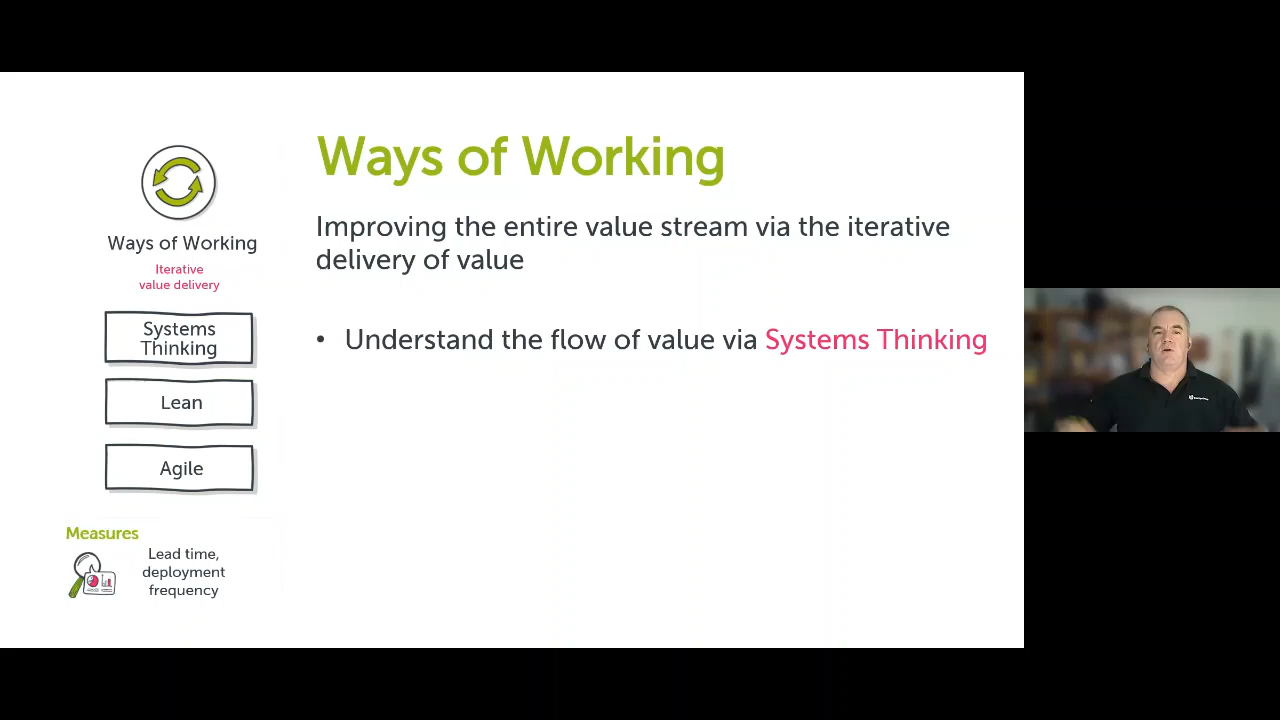 Ways of Working
Improving the entire value stream via the iterative
delivery of value
• Understand the flow of value via Systems Thinking
Ways of Working
Iterative
value delivery
Systems
Thinking
Lean
Agile
Measures
Lead time,
deployment
frequency